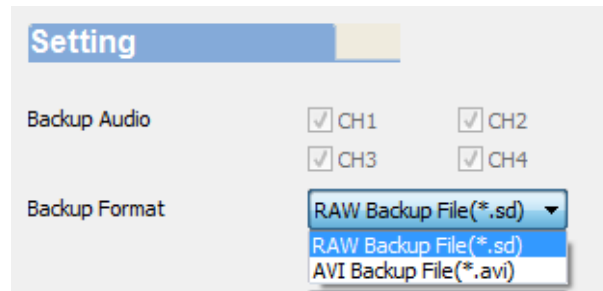 Setting
Backup Audio CH1 CH2
CH3 CH4
Backup Format RAW Backup File(*.sd)
RAW Backup File(*.sd)
AVI Backup File(*.avi)